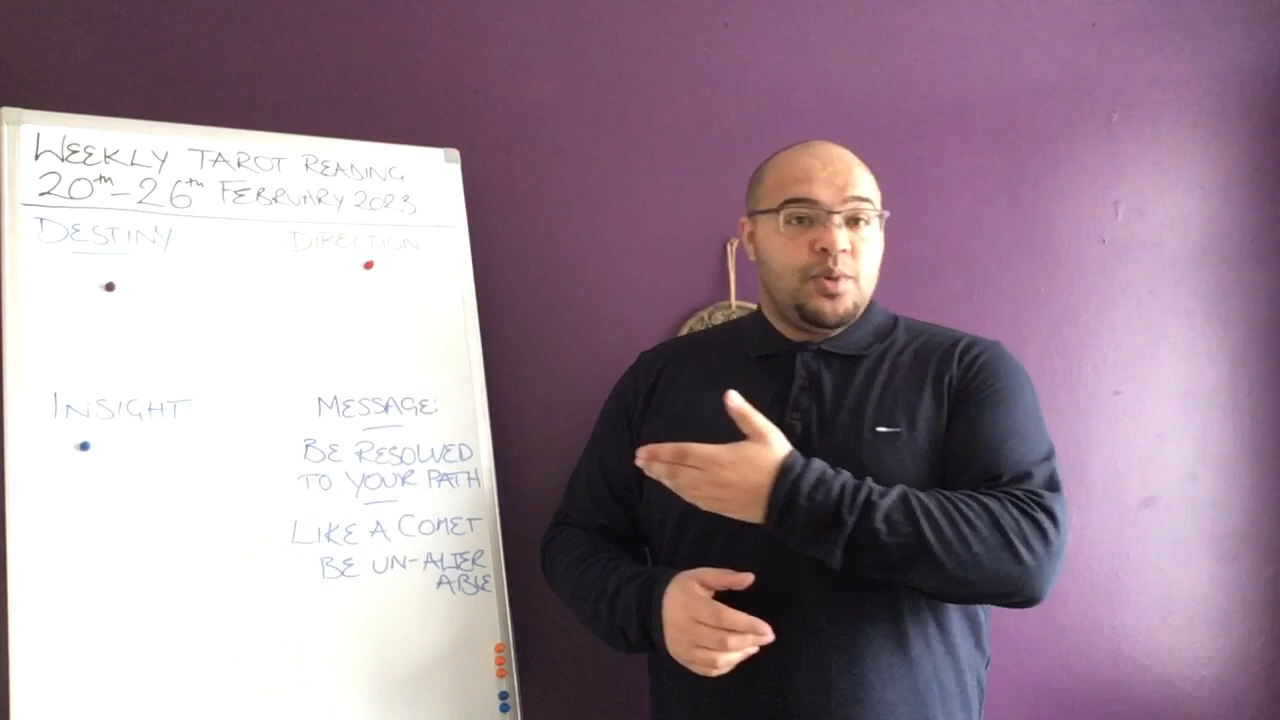 WEEKLY TAROT READING
20th-26th FEBRUARY 2023
DESTINY
DIRECTION
INSIGHT
MESSAGE:
BE RESOLVED
TO YOUR PATH
LIKE A COMET
BE UN-ALTER
ABLE